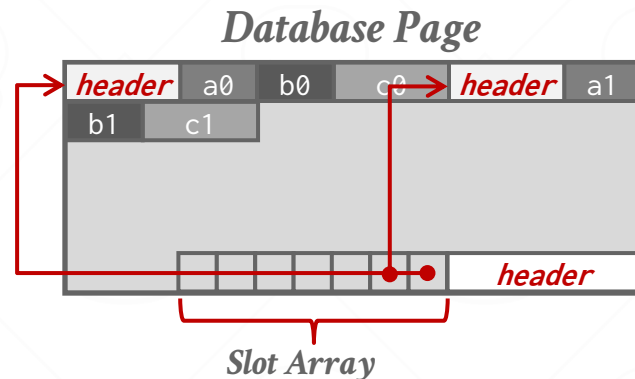 Database Page
header a0 b0 c0 header a1
b1 c1
header
Slot Array